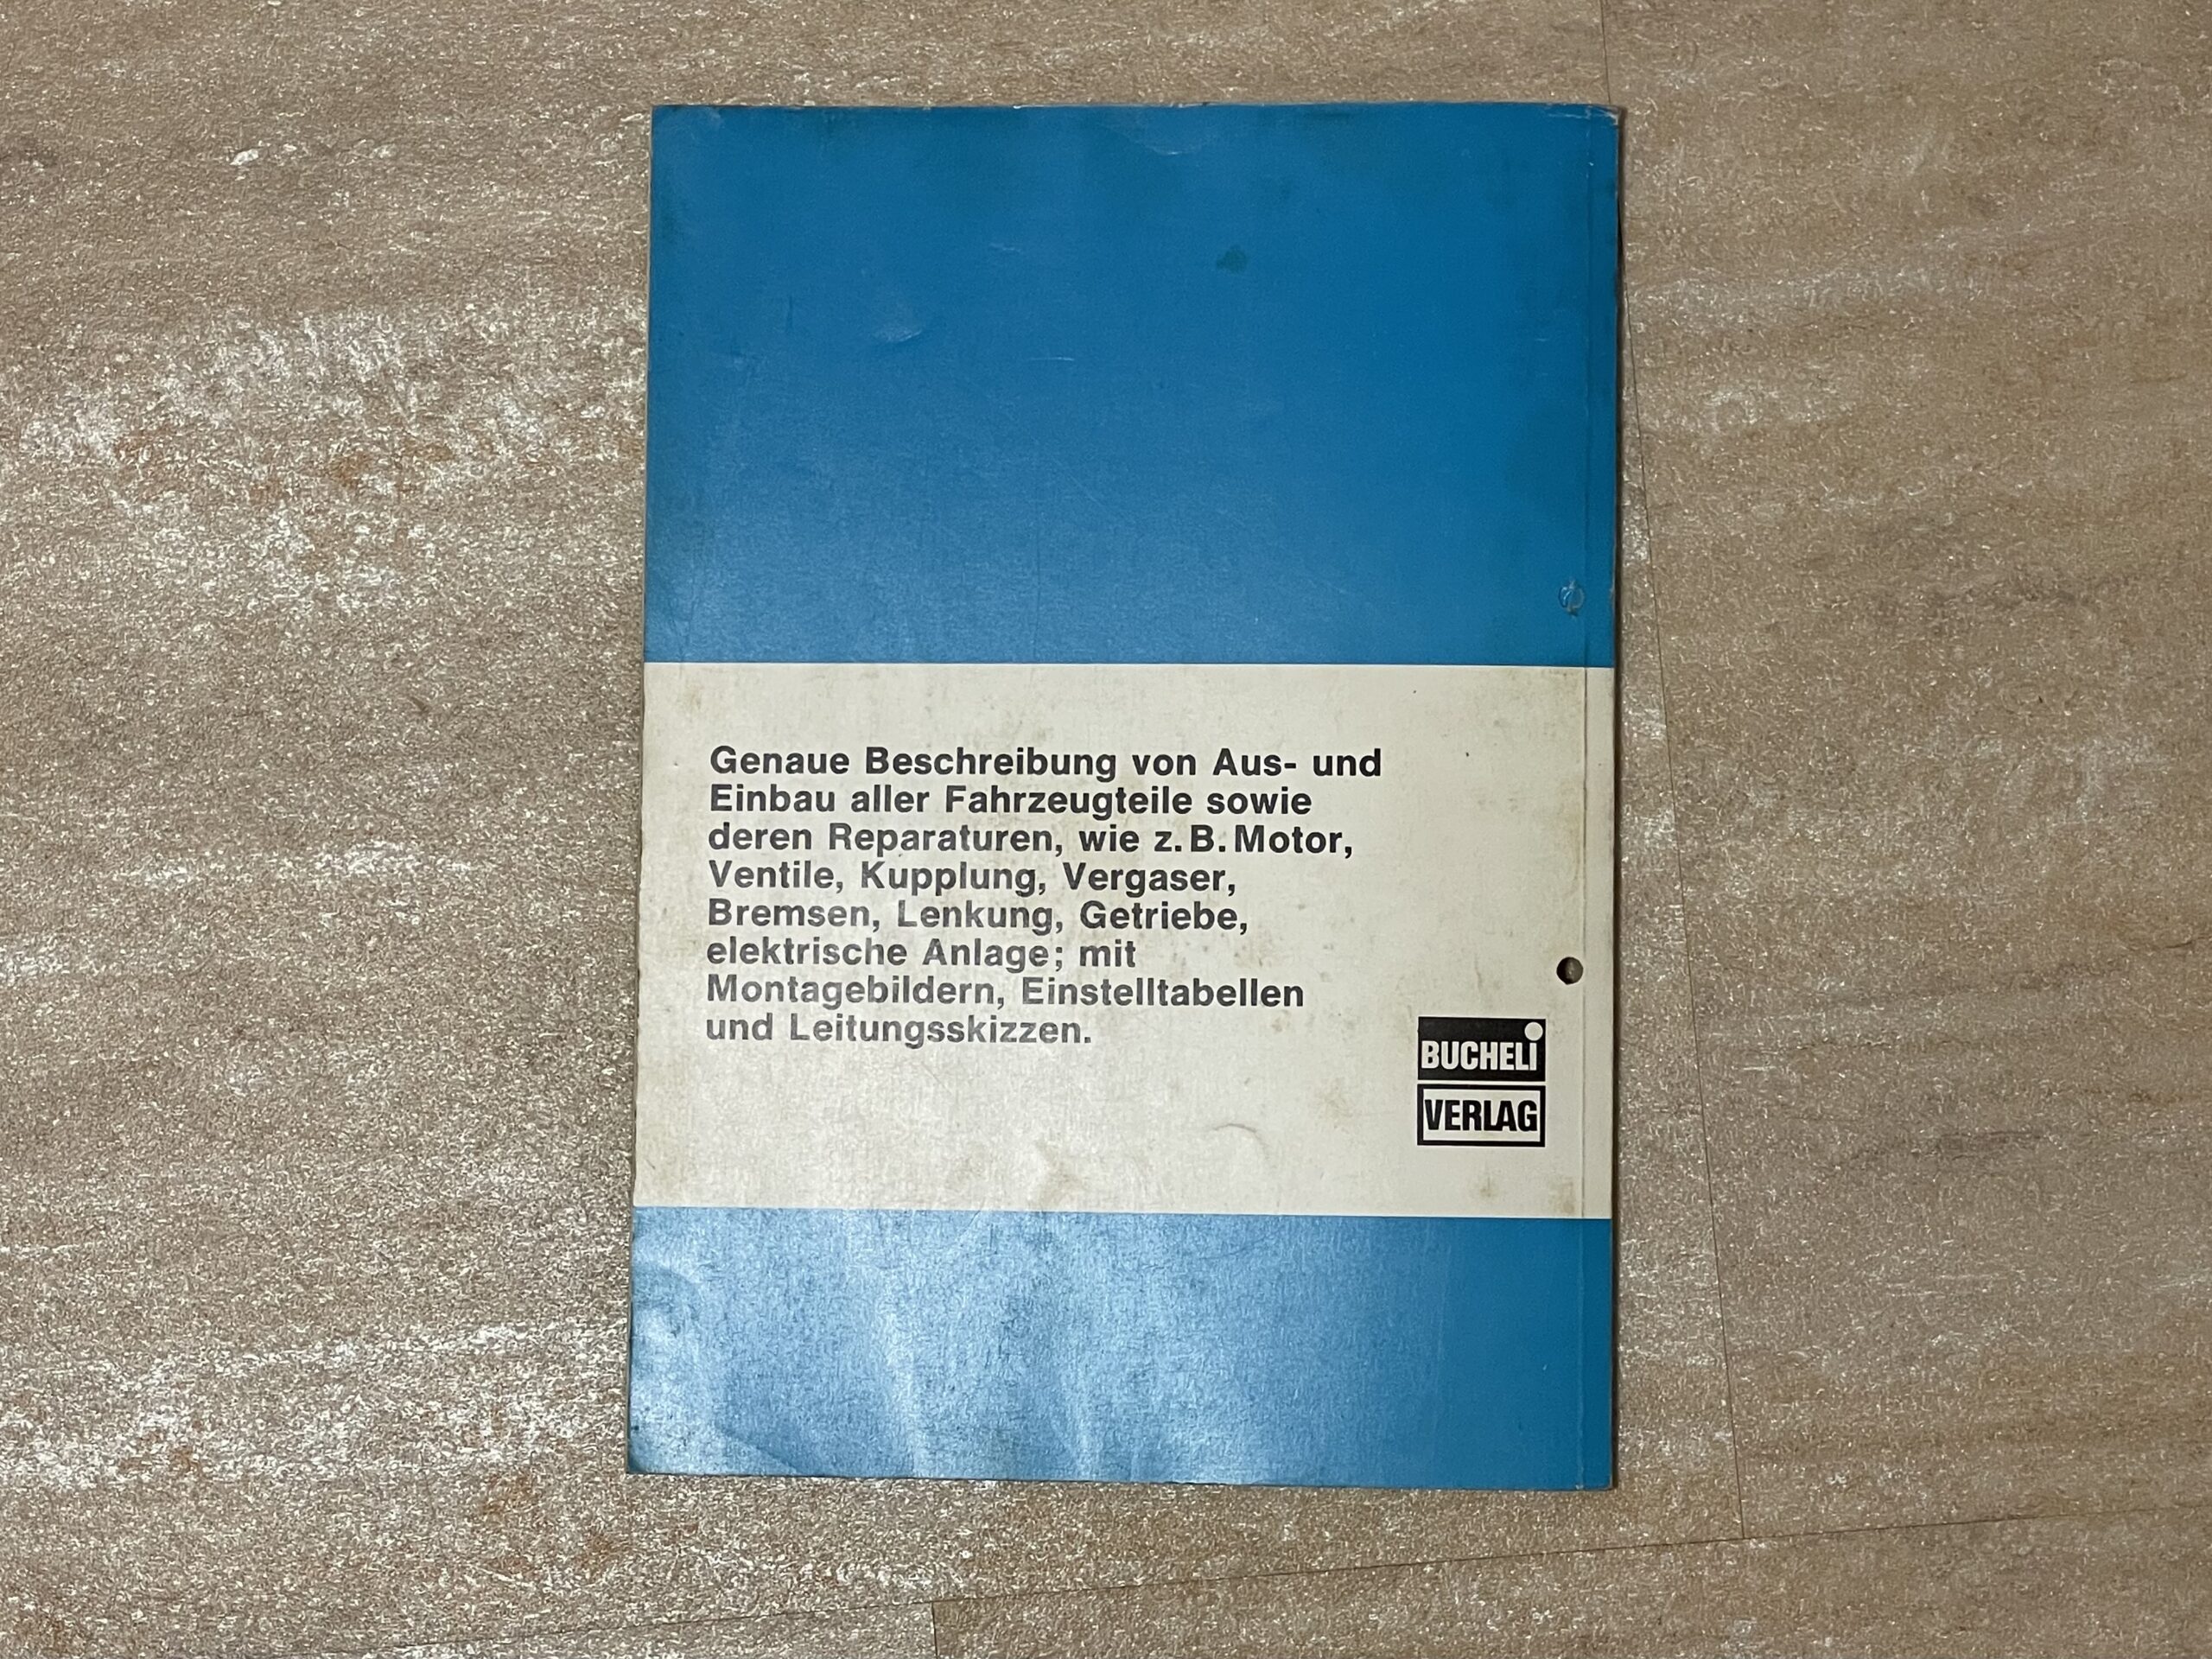 Genaue Beschreibung von Aus- und
Einbau aller Fahrzeugteile sowie
deren Reparaturen, wie z. B. Motor,
Ventile, Kupplung, Vergaser,
Bremsen, Lenkung, Getriebe,
elektrische Anlage; mit
Montagebildern, Einstelltabellen
und Leitungsskizzen.
BUCHELi
VERLAG